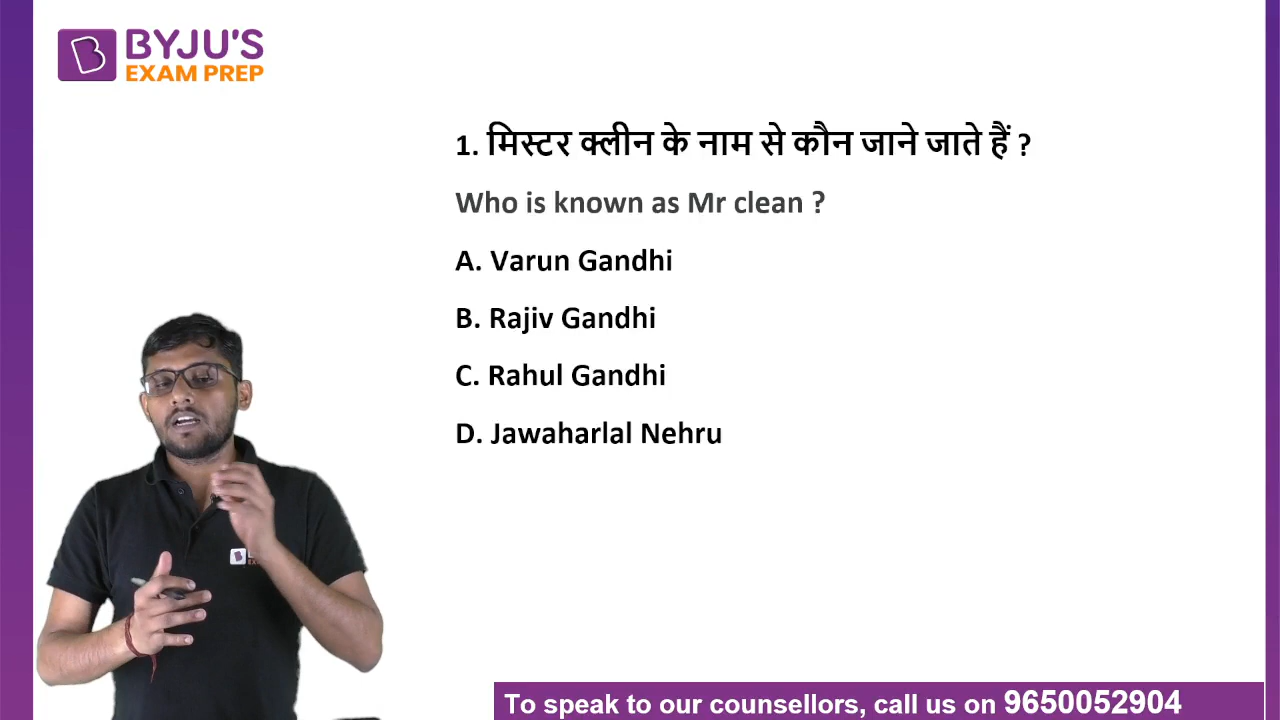 BYJU'S
EXAM PREP
1. मिस्टर क्लीन के नाम से कौन जाने जाते हैं ?
Who is known as Mr clean ?
A. Varun Gandhi
B. Rajiv Gandhi
C. Rahul Gandhi
D. Jawaharlal Nehru
To speak to our counsellors, call us on 9650052904